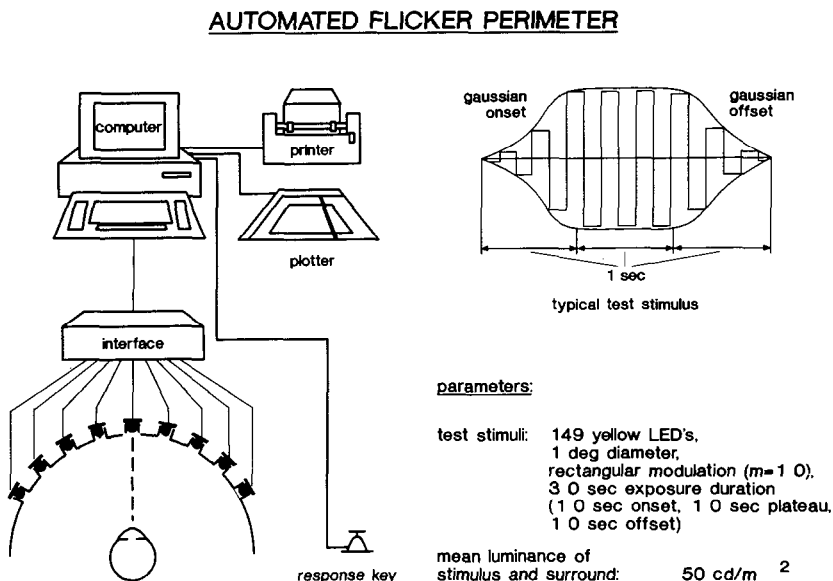 AUTOMATED FLICKER PERIMETER
computer
printer
plotter
interface
response key
gaussian
onset
gaussian
offset
1 sec
typical test stimulus
parameters:
test stimuli: 149 yellow LED's,
1 deg diameter,
rectangular modulation (m=1 0),
3 0 sec exposure duration
(1 0 sec onset, 1 0 sec plateau,
1 0 sec offset)
mean luminance of
stimulus and surround: 50 cd/m 2